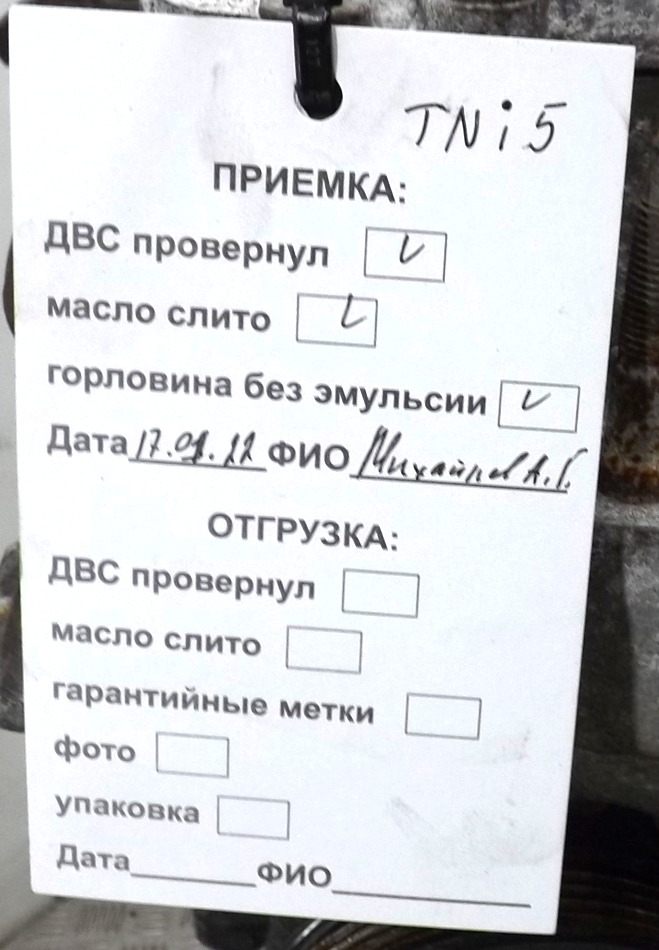 TNi5
ПРИЕМКА:
ДВС провернул
масло слито
горловина без эмульсии
Дата 17.01.22 ФИО Михайлов А.Г.
ОТГРУЗКА:
ДВС провернул
масло слито
гарантийные метки
фото
упаковка
Дата ФИО